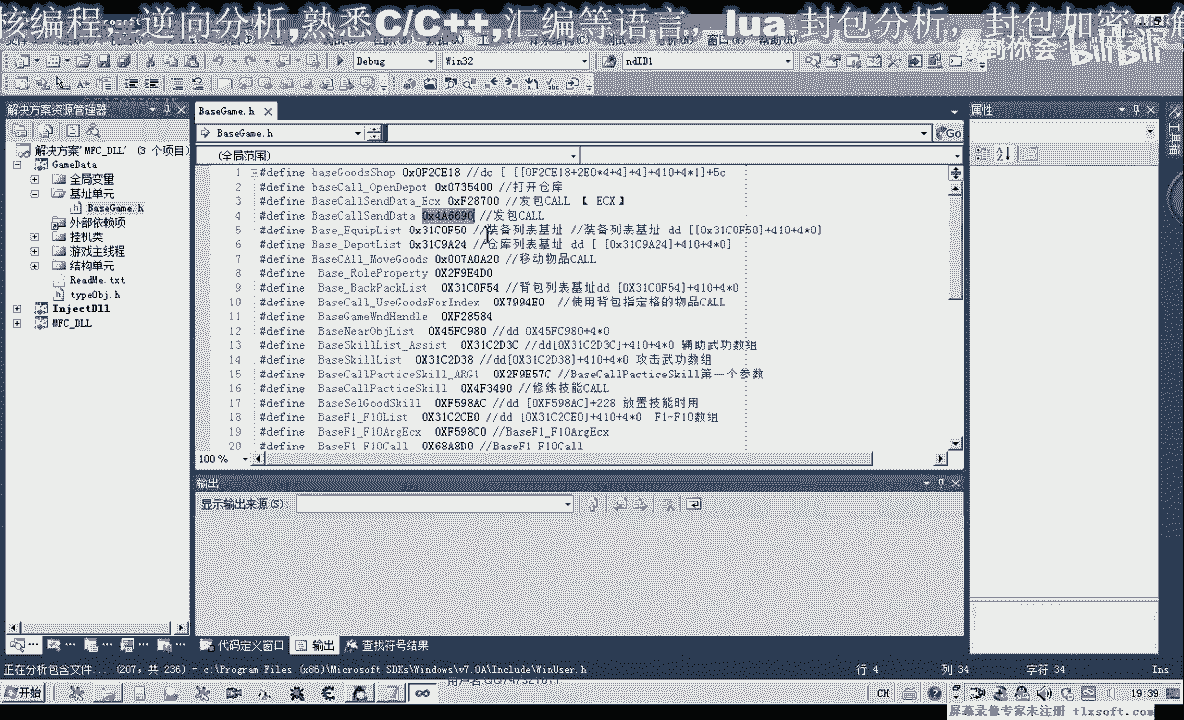 核编程，逆向分析,熟悉C/C++,汇编等语言，lua 封包分析，封包加密
bilibili
Debug Win32 ndID1
解决方案资源管理器
解决方案'MFC_DLL' (3 个项目)
GameData
全局变量
基址单元
BaseGame.h
外部依赖项
挂机类
游戏主线程
结构单元
ReadMe.txt
typeObj.h
InjectDll
MFC_DLL
BaseGame.h
BaseGame.h
Go
(全局范围)
1 #define baseGoodsShop 0x0F2CE18 //dc [ [[0F2CE18+2E0*4+4]+4]+410+4*1]+5c
2 #define baseCall_OpenDepot 0x0735400 //打开仓库
3 #define BaseCallSendData_Ecx 0xF28700 //发包CALL 【 ECX】
4 #define BaseCallSendData 0x4A6690 //发包CALL
5 #define Base_EquipList 0x31C0F50 //装备列表基址 //装备列表基址 dd [[0x31C0F50]+410+4*0]
6 #define Base_DepotList 0x31C9A24 //仓库列表基址 dd [ [0x31C9A24]+410+4*0]
7 #define BaseCAll_MoveGoods 0x007A0A20 //移动物品CALL
8 #define Base_RoleProperty 0X2F9E4D0
9 #define Base_BackPackList 0X31C0F54 //背包列表基址dd [0X31C0F54]+410+4*0
10 #define BaseCall_UseGoodsForIndex 0X7994E0 //使用背包指定格的物品CALL
11 #define BaseGameWndHandle 0XF28584
12 #define BaseNearObjList 0X45FC980 //dd 0X45FC980+4*0
13 #define BaseSkillList_Assist 0X31C2D3C //dd[0X31C2D3C]+410+4*0 辅助武功数组
14 #define BaseSkillList 0X31C2D38 //dd[0X31C2D38]+410+4*0 攻击武功数组
15 #define BaseCallPacticeSkill_ARG1 0X2F9E57C //BaseCallPacticeSkill第一个参数
16 #define BaseCallPacticeSkill 0X4F3490 //修练技能CALL
17 #define BaseSelGoodSkill 0XF598AC //dd [0XF598AC]+228 放置技能时用
18 #define BaseF1_F10List 0X31C2CE0 //dd [0X31C2CE0]+410+4*0 F1-F10数组
19 #define BaseF1_F10ArgEcx 0XF598C0 //BaseF1_F10ArgEcx
20 #define BaseF1_F10Call 0X68A8D0 //BaseF1_F10Call
100 %
输出
显示输出来源(S):
代码定义窗口 输出 查找符号结果
属性
工具箱
正在分析包含文件... (207, 共 236) - c:\Program Files (x86)\Microsoft SDKs\Windows\v7.0A\Include\WinUser.h 行 4 列 34 字符 34 Ins
开始
CH 19:39
屏幕录像专家未注册 tlxsoft.com